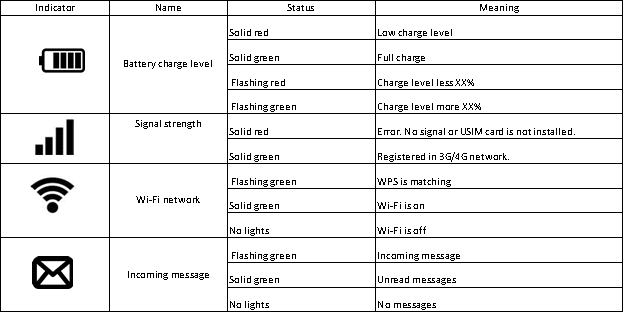 Indicator Name Status Meaning
Battery charge level
Solid red Low charge level
Solid green Full charge
Flashing red Charge level less XX%
Flashing green Charge level more XX%
Signal strength
Solid red Error. No signal or USIM card is not installed.
Solid green Registered in 3G/4G network.
Wi-Fi network
Flashing green WPS is matching
Solid green Wi-Fi is on
No lights Wi-Fi is off
Incoming message
Flashing green Incoming message
Solid green Unread messages
No lights No messages